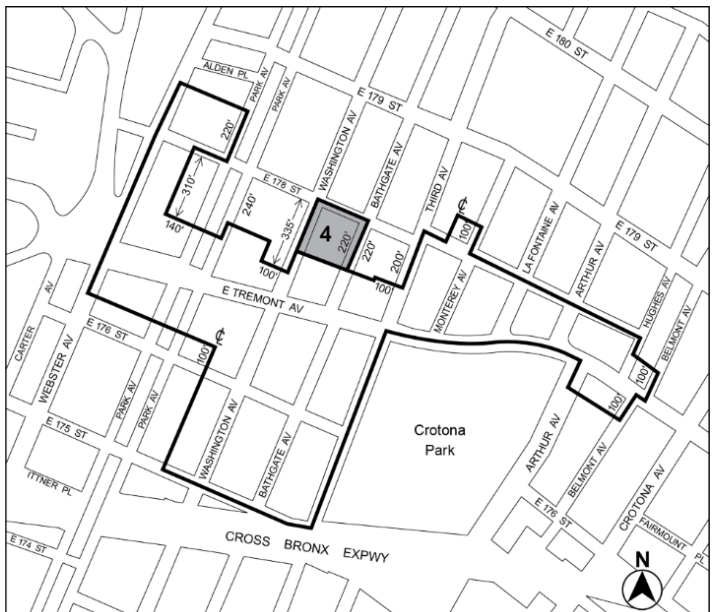 E 180 ST
ALDEN PL
PARK AV
PARK AV
E 179 ST
WASHINGTON AV
BATHGATE AV
220'
E 178 ST
THIRD AV
310'
240'
335'
4
220'
220'
200'
℄
100'
LA FONTAINE AV
ARTHUR AV
E 179 ST
140'
100'
100'
HUGHES AV
BELMONT AV
E TREMONT AV
MONTEREY AV
CARTER AV
E 176 ST
℄
100'
WEBSTER AV
PARK AV
PARK AV
100'
100'
E 175 ST
WASHINGTON AV
BATHGATE AV
Crotona
Park
ARTHUR AV
BELMONT AV
CROTONA AV
ITTNER PL
E 174 ST
E 176 ST
FAIRMOUNT PL
CROSS BRONX EXPWY
N